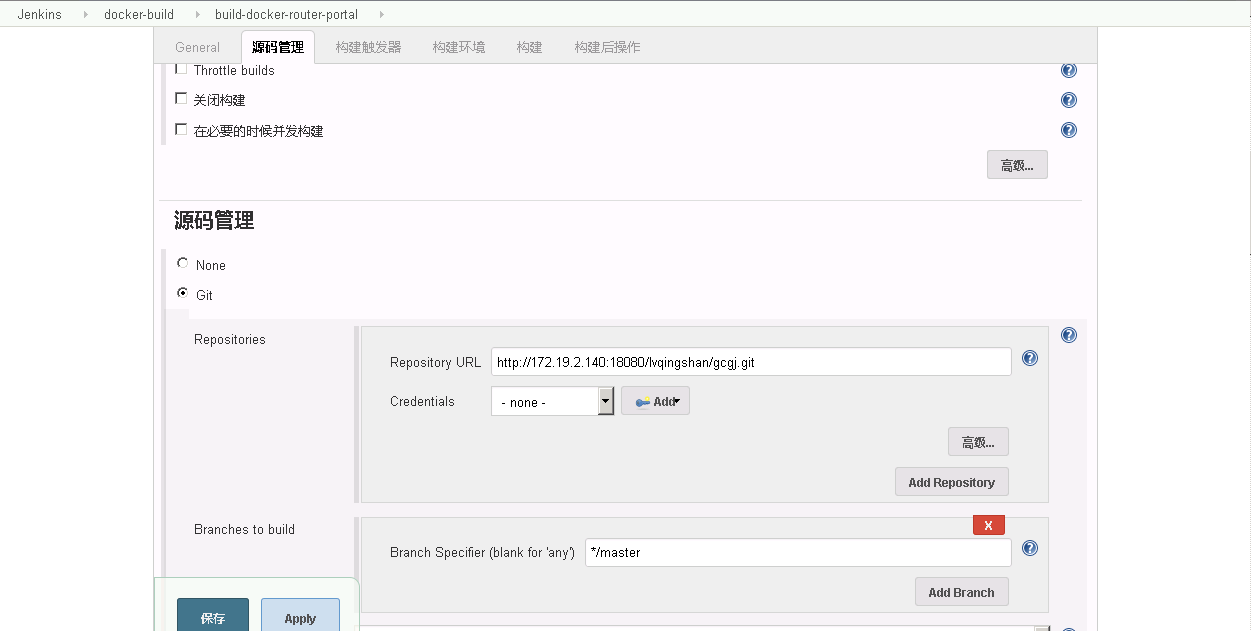 Jenkins docker-build build-docker-router-portal
General 源码管理 构建触发器 构建环境 构建 构建后操作
Throttle builds
关闭构建
在必要的时候并发构建
高级...
源码管理
None
Git
Repositories
Repository URL http://172.19.2.140:18080/lvqingshan/gcgj.git
Credentials - none - Add
高级...
Add Repository
Branches to build
X
Branch Specifier (blank for 'any') */master
Add Branch
保存 Apply